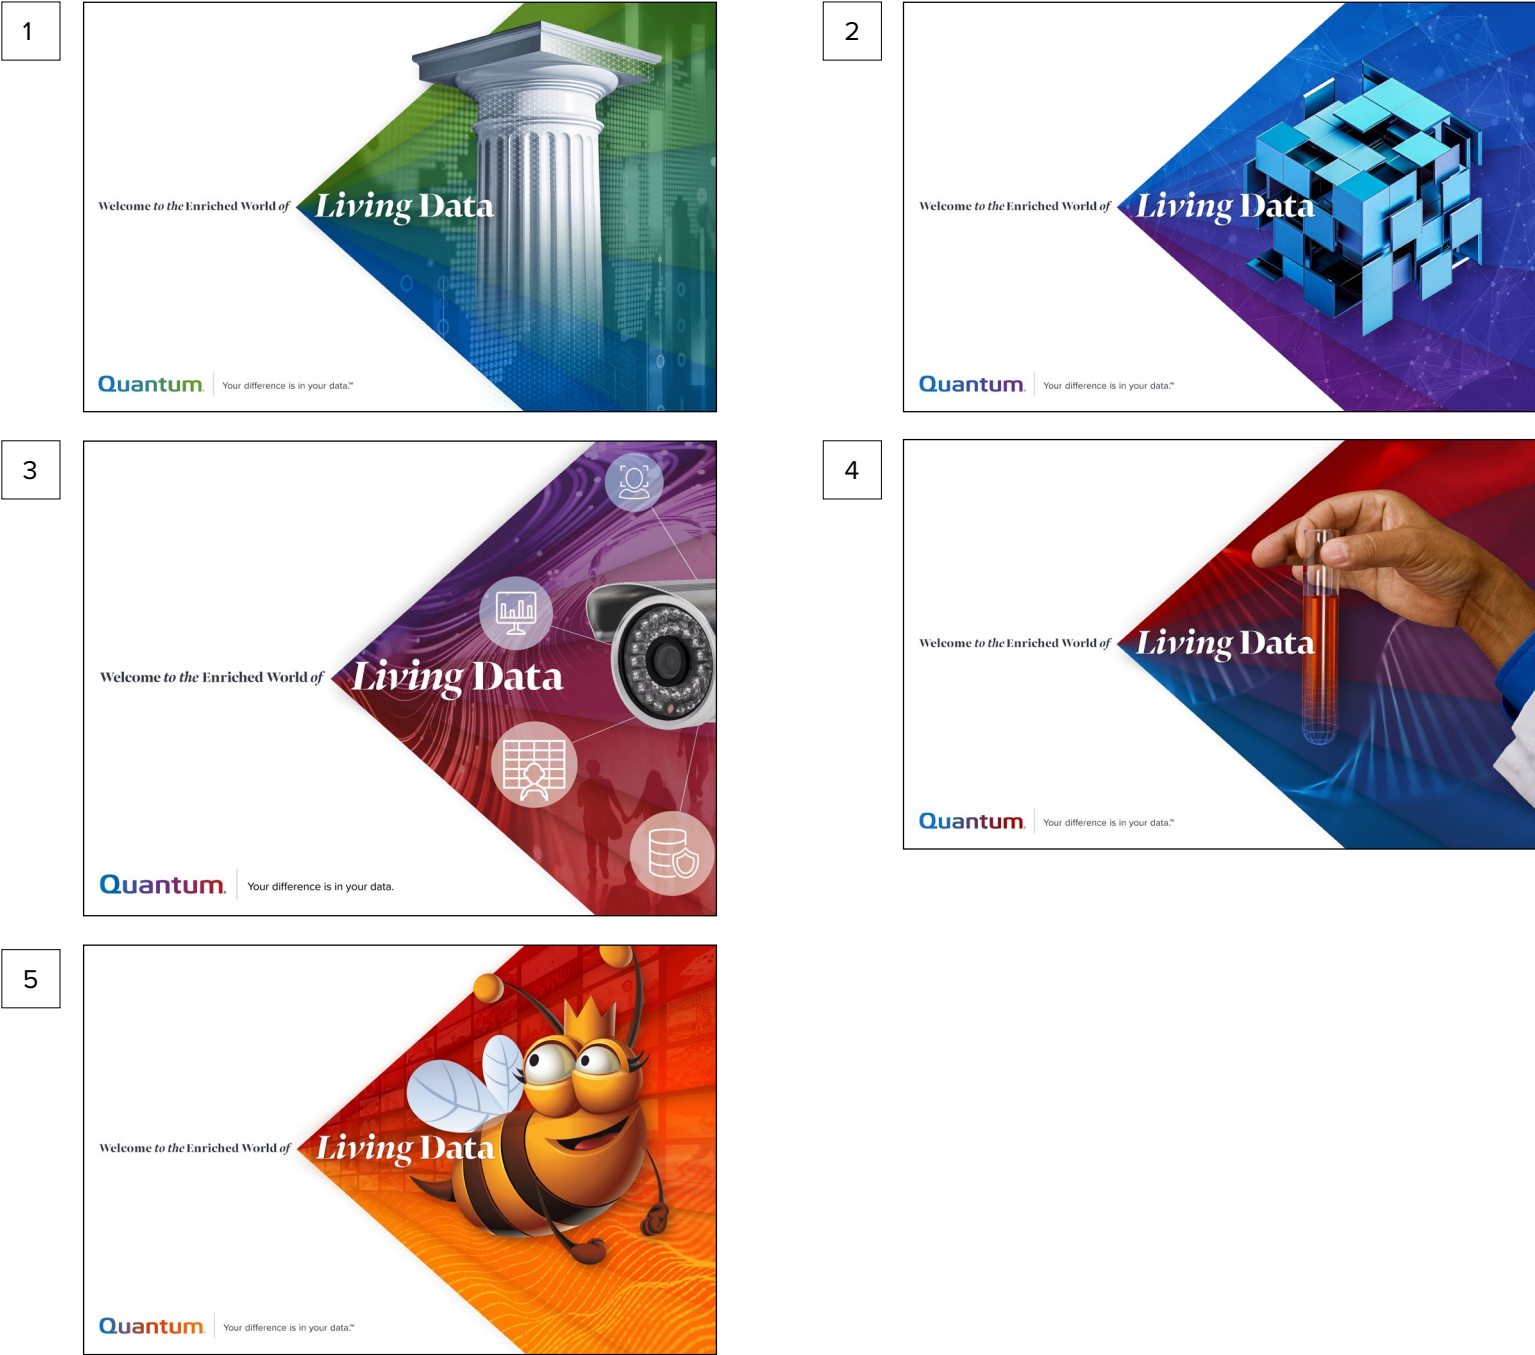 1
Welcome to the Enriched World of Living Data
Quantum. Your difference is in your data.™
2
Welcome to the Enriched World of Living Data
Quantum. Your difference is in your data.™
3
Welcome to the Enriched World of Living Data
Quantum. Your difference is in your data.
4
Welcome to the Enriched World of Living Data
Quantum. Your difference is in your data.™
5
Welcome to the Enriched World of Living Data
Quantum. Your difference is in your data.™